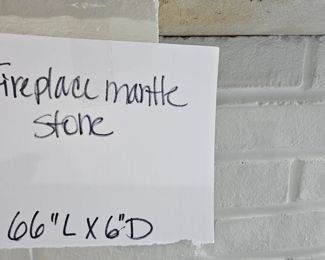 Fireplace mantle
stone
66"L X 6"D